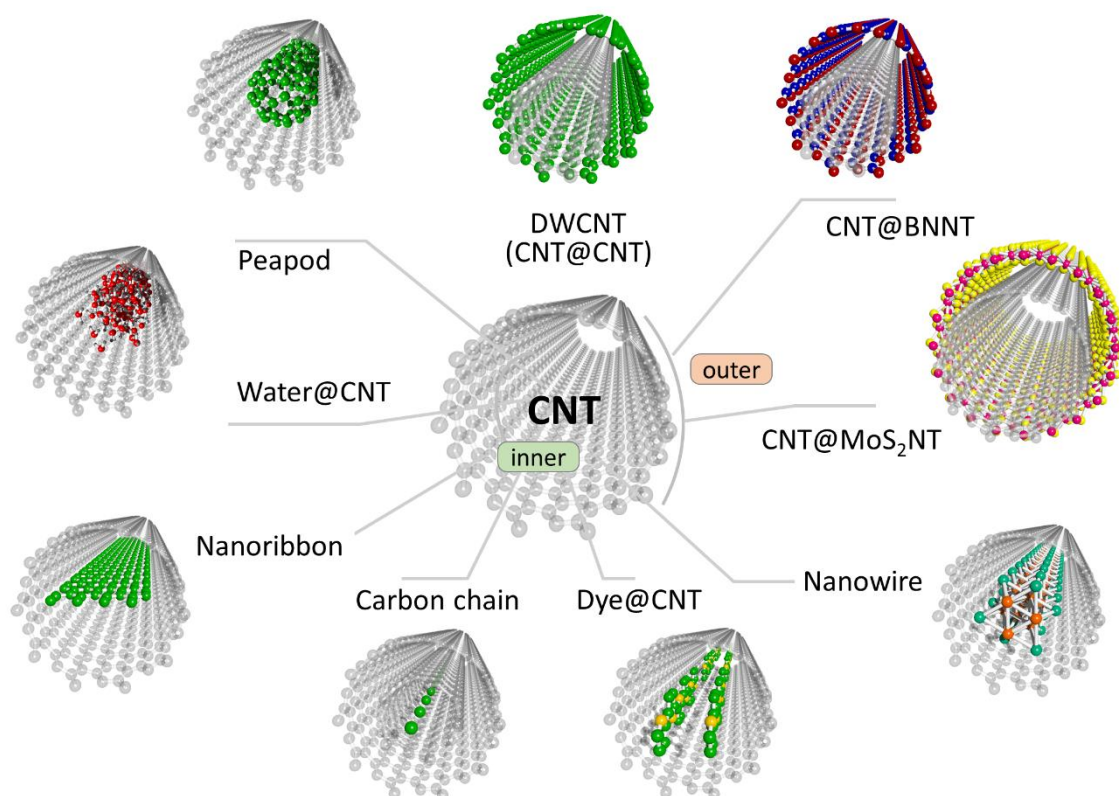 DWCNT
(CNT@CNT)
CNT@BNNT
Peapod
outer
Water@CNT
CNT
CNT@MoS₂NT
inner
Nanoribbon
Carbon chain
Dye@CNT
Nanowire